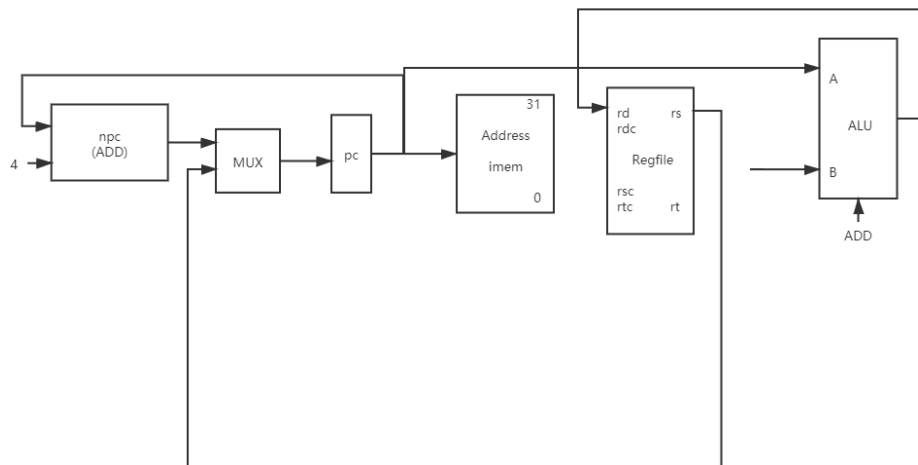 npc
(ADD)
4
MUX
pc
31
Address
imem
0
rd rs
rdc
Regfile
rsc
rtc rt
A
ALU
B
ADD